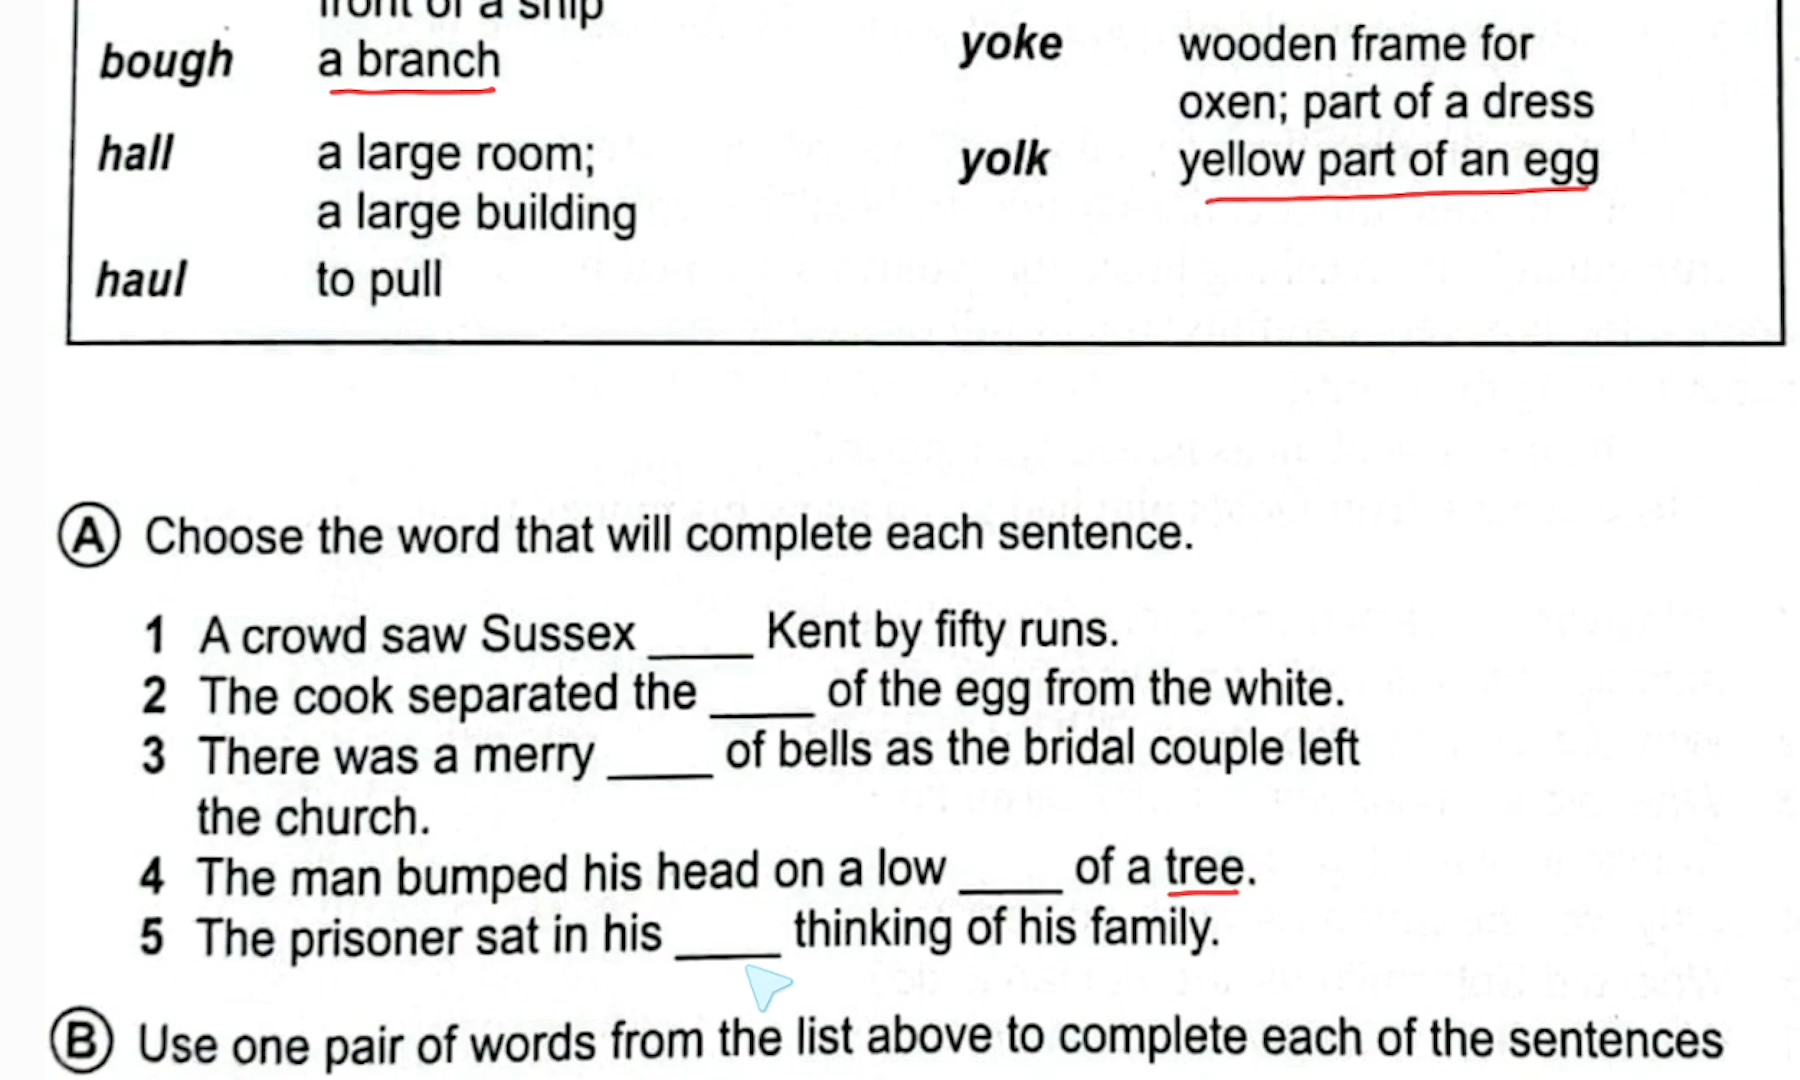 front of a ship
bough a branch
hall a large room;
a large building
haul to pull
yoke wooden frame for
oxen; part of a dress
yolk yellow part of an egg
A Choose the word that will complete each sentence.
1 A crowd saw Sussex ____ Kent by fifty runs.
2 The cook separated the ____ of the egg from the white.
3 There was a merry ____ of bells as the bridal couple left
the church.
4 The man bumped his head on a low ____ of a tree.
5 The prisoner sat in his ____ thinking of his family.
B Use one pair of words from the list above to complete each of the sentences